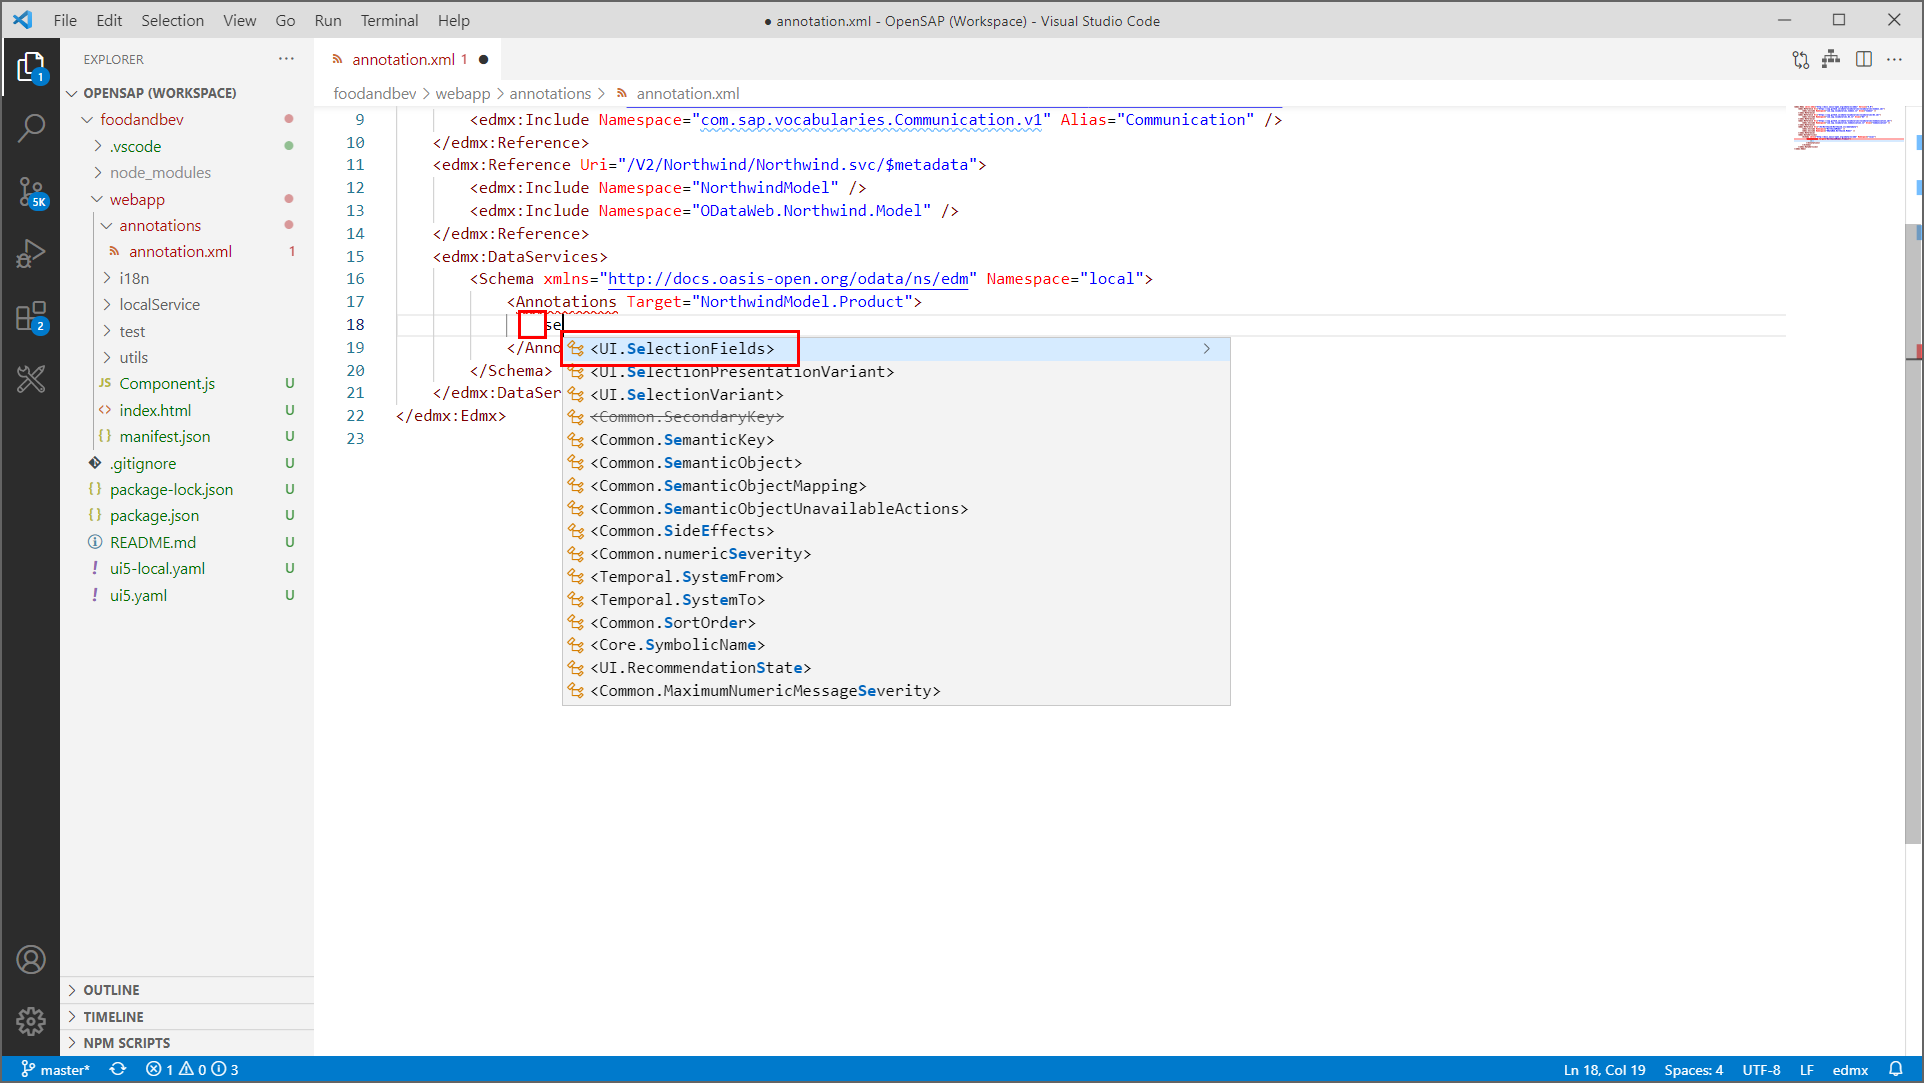 File Edit Selection View Go Run Terminal Help
● annotation.xml - OpenSAP (Workspace) - Visual Studio Code
1
5K
2
EXPLORER
OPENSAP (WORKSPACE)
foodandbev
.vscode
node_modules
webapp
annotations
annotation.xml 1
i18n
localService
test
utils
JS Component.js U
<> index.html U
{} manifest.json U
.gitignore U
{} package-lock.json U
{} package.json U
README.md U
! ui5-local.yaml U
! ui5.yaml U
OUTLINE
TIMELINE
NPM SCRIPTS
annotation.xml 1 ●
foodandbev > webapp > annotations > annotation.xml
9 <edmx:Include Namespace="com.sap.vocabularies.Communication.v1" Alias="Communication" />
10 </edmx:Reference>
11 <edmx:Reference Uri="/V2/Northwind/Northwind.svc/$metadata">
12 <edmx:Include Namespace="NorthwindModel" />
13 <edmx:Include Namespace="ODataWeb.Northwind.Model" />
14 </edmx:Reference>
15 <edmx:DataServices>
16 <Schema xmlns="http://docs.oasis-open.org/odata/ns/edm" Namespace="local">
17 <Annotations Target="NorthwindModel.Product">
18 se
19 </Anno
20 </Schema>
21 </edmx:DataSer
22 </edmx:Edmx>
23
<UI.SelectionFields>
<UI.SelectionPresentationVariant>
<UI.SelectionVariant>
<Common.SecondaryKey>
<Common.SemanticKey>
<Common.SemanticObject>
<Common.SemanticObjectMapping>
<Common.SemanticObjectUnavailableActions>
<Common.SideEffects>
<Common.numericSeverity>
<Temporal.SystemFrom>
<Temporal.SystemTo>
<Common.SortOrder>
<Core.SymbolicName>
<UI.RecommendationState>
<Common.MaximumNumericMessageSeverity>
master* 1 0 3 Ln 18, Col 19 Spaces: 4 UTF-8 LF edmx